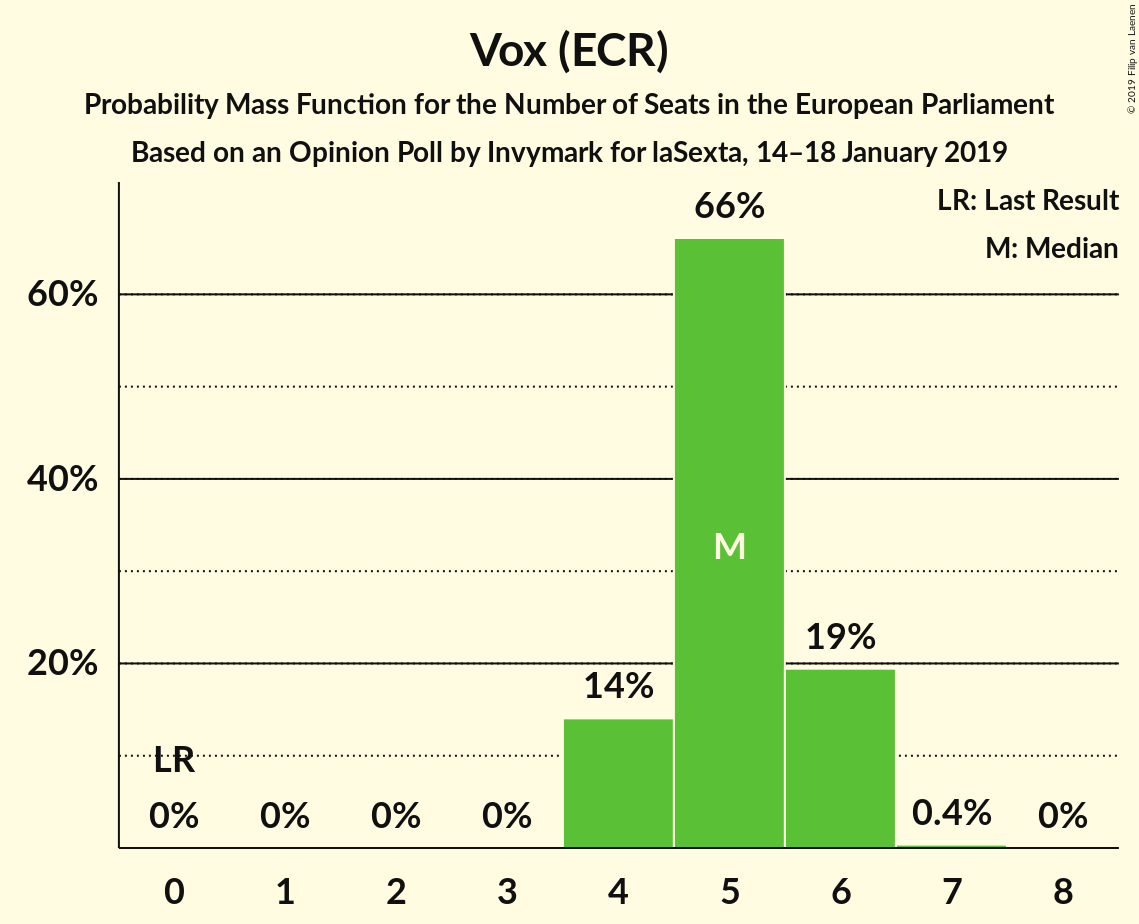 Vox (ECR)
Probability Mass Function for the Number of Seats in the European Parliament
Based on an Opinion Poll by Invymark for laSexta, 14–18 January 2019
© 2019 Filip van Laenen
LR: Last Result
M: Median
66%
60%
40%
M
19%
20%
14%
LR
0% 0% 0% 0% 0.4% 0%
0 1 2 3 4 5 6 7 8